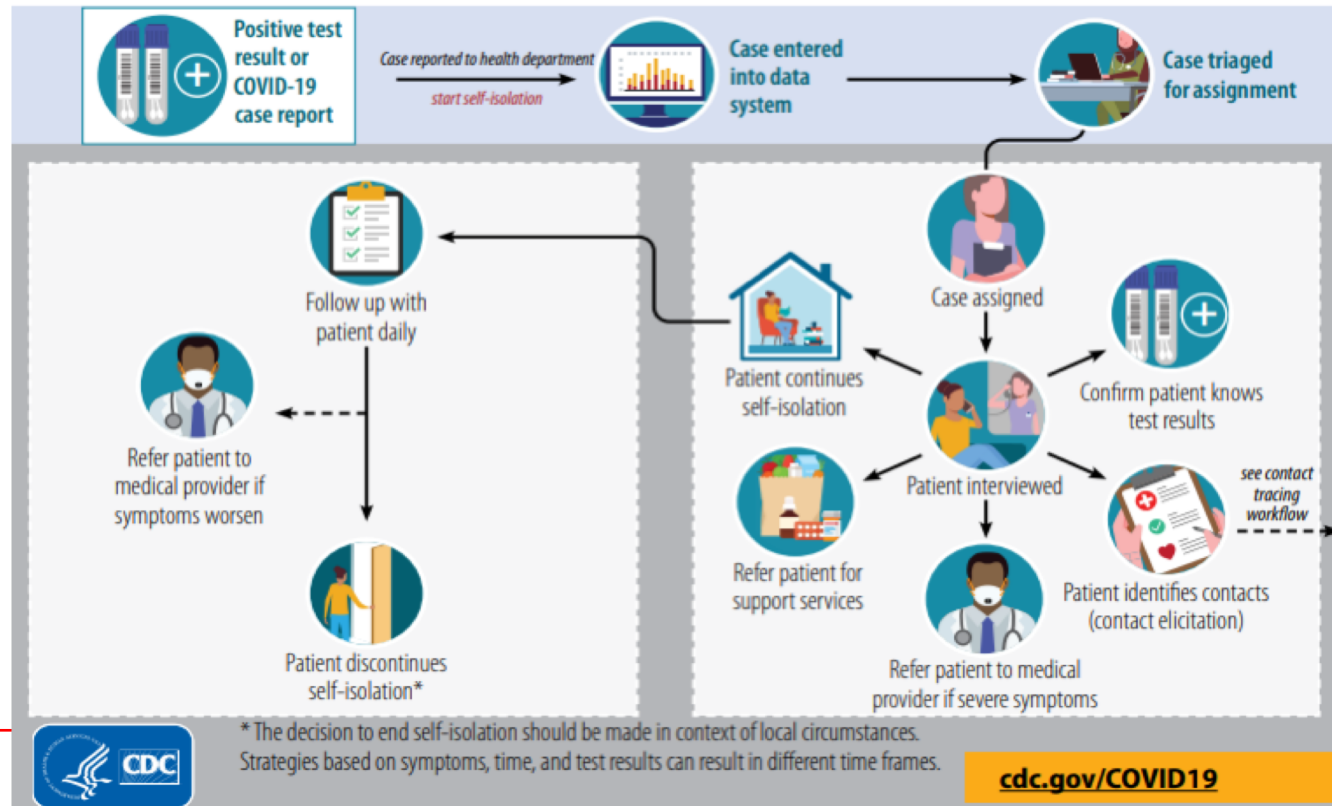 Positive test
result or
COVID-19
case report
Case reported to health department
start self-isolation
Case entered
into data
system
Case triaged
for assignment
Follow up with
patient daily
Refer patient to
medical provider if
symptoms worsen
Patient discontinues
self-isolation*
Case assigned
Patient continues
self-isolation
Confirm patient knows
test results
Patient interviewed
see contact
tracing
workflow
Refer patient for
support services
Patient identifies contacts
(contact elicitation)
Refer patient to medical
provider if severe symptoms
* The decision to end self-isolation should be made in context of local circumstances.
Strategies based on symptoms, time, and test results can result in different time frames.
CDC
cdc.gov/COVID19